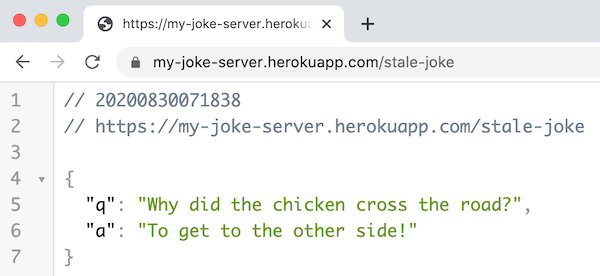 https://my-joke-server.heroku
my-joke-server.herokuapp.com/stale-joke
1 // 20200830071838
2 // https://my-joke-server.herokuapp.com/stale-joke
3
4 {
5 "q": "Why did the chicken cross the road?",
6 "a": "To get to the other side!"
7 }